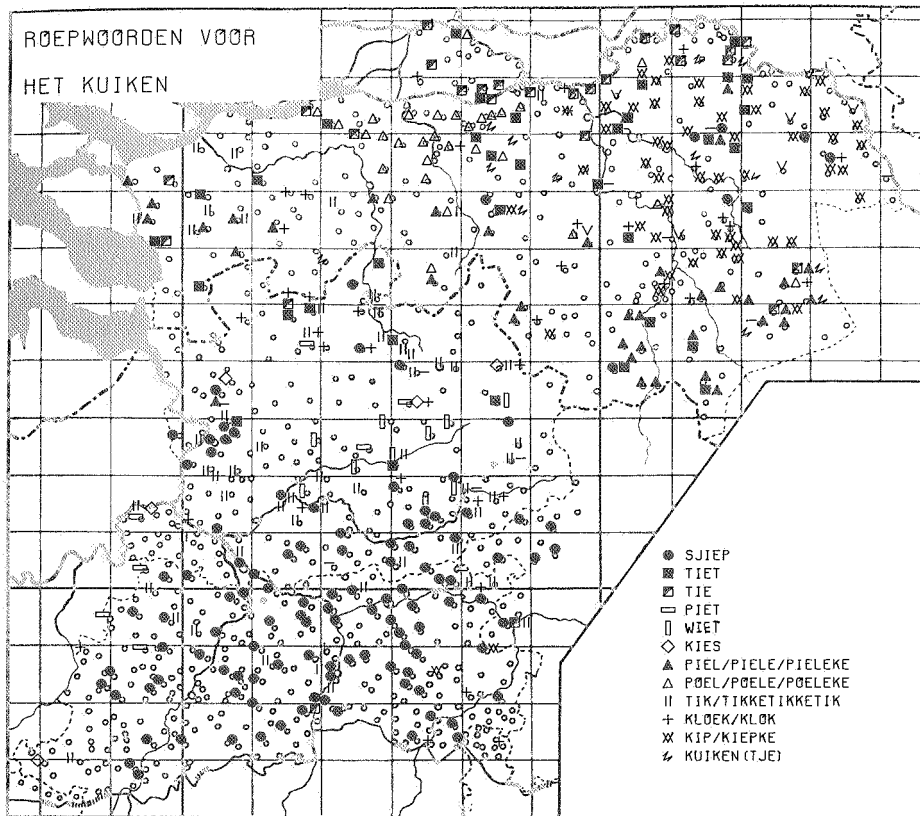 ROEPWOORDEN VOOR
HET KUIKEN
SJIEP
TIET
TIE
PIET
WIET
KIES
PIEL/PIELE/PIELEKE
POEL/POELE/POELEKE
TIK/TIKKETIKKETIK
KLOEK/KLOK
KIP/KIEPKE
KUIKEN(TJE)